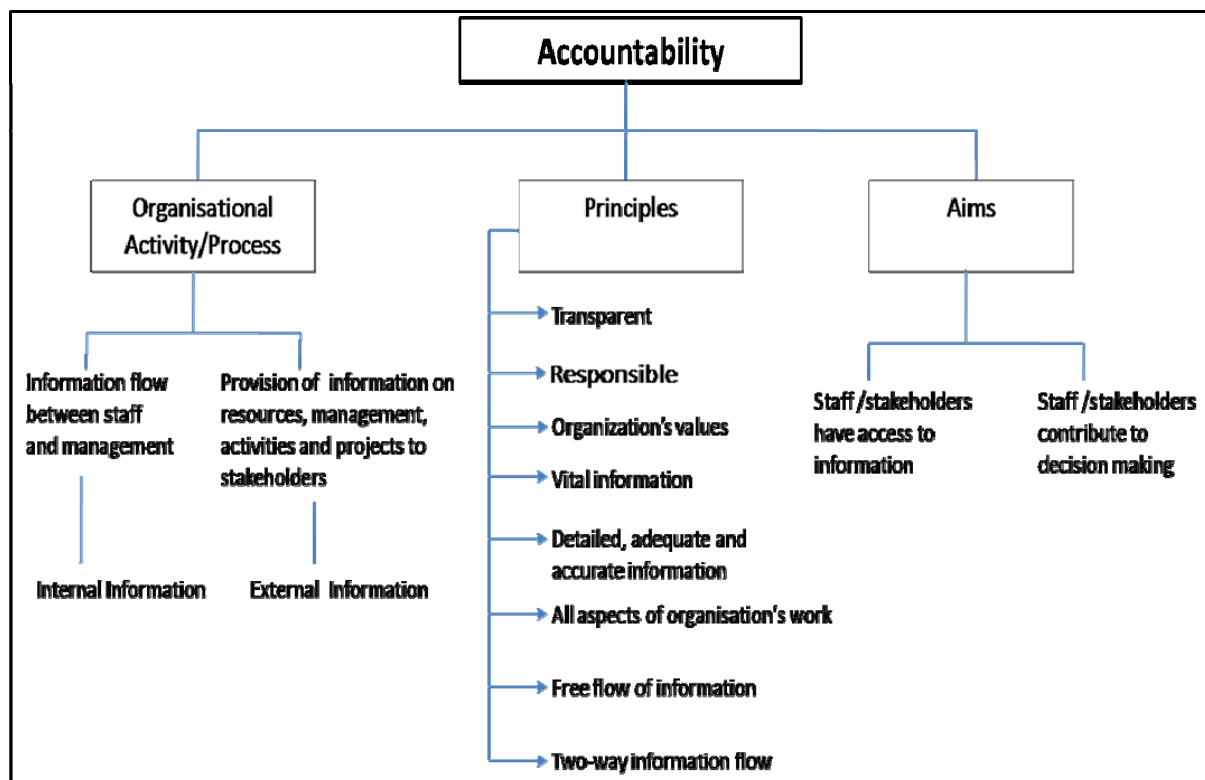 Accountability
Organisational
Activity/Process
Principles
Aims
Information flow
between staff
and management
Provision of information on
resources, management,
activities and projects to
stakeholders
Internal Information
External Information
Transparent
Responsible
Organization's values
Vital information
Detailed, adequate and
accurate information
All aspects of organisation's work
Free flow of information
Two-way information flow
Staff /stakeholders
have access to
information
Staff /stakeholders
contribute to
decision making